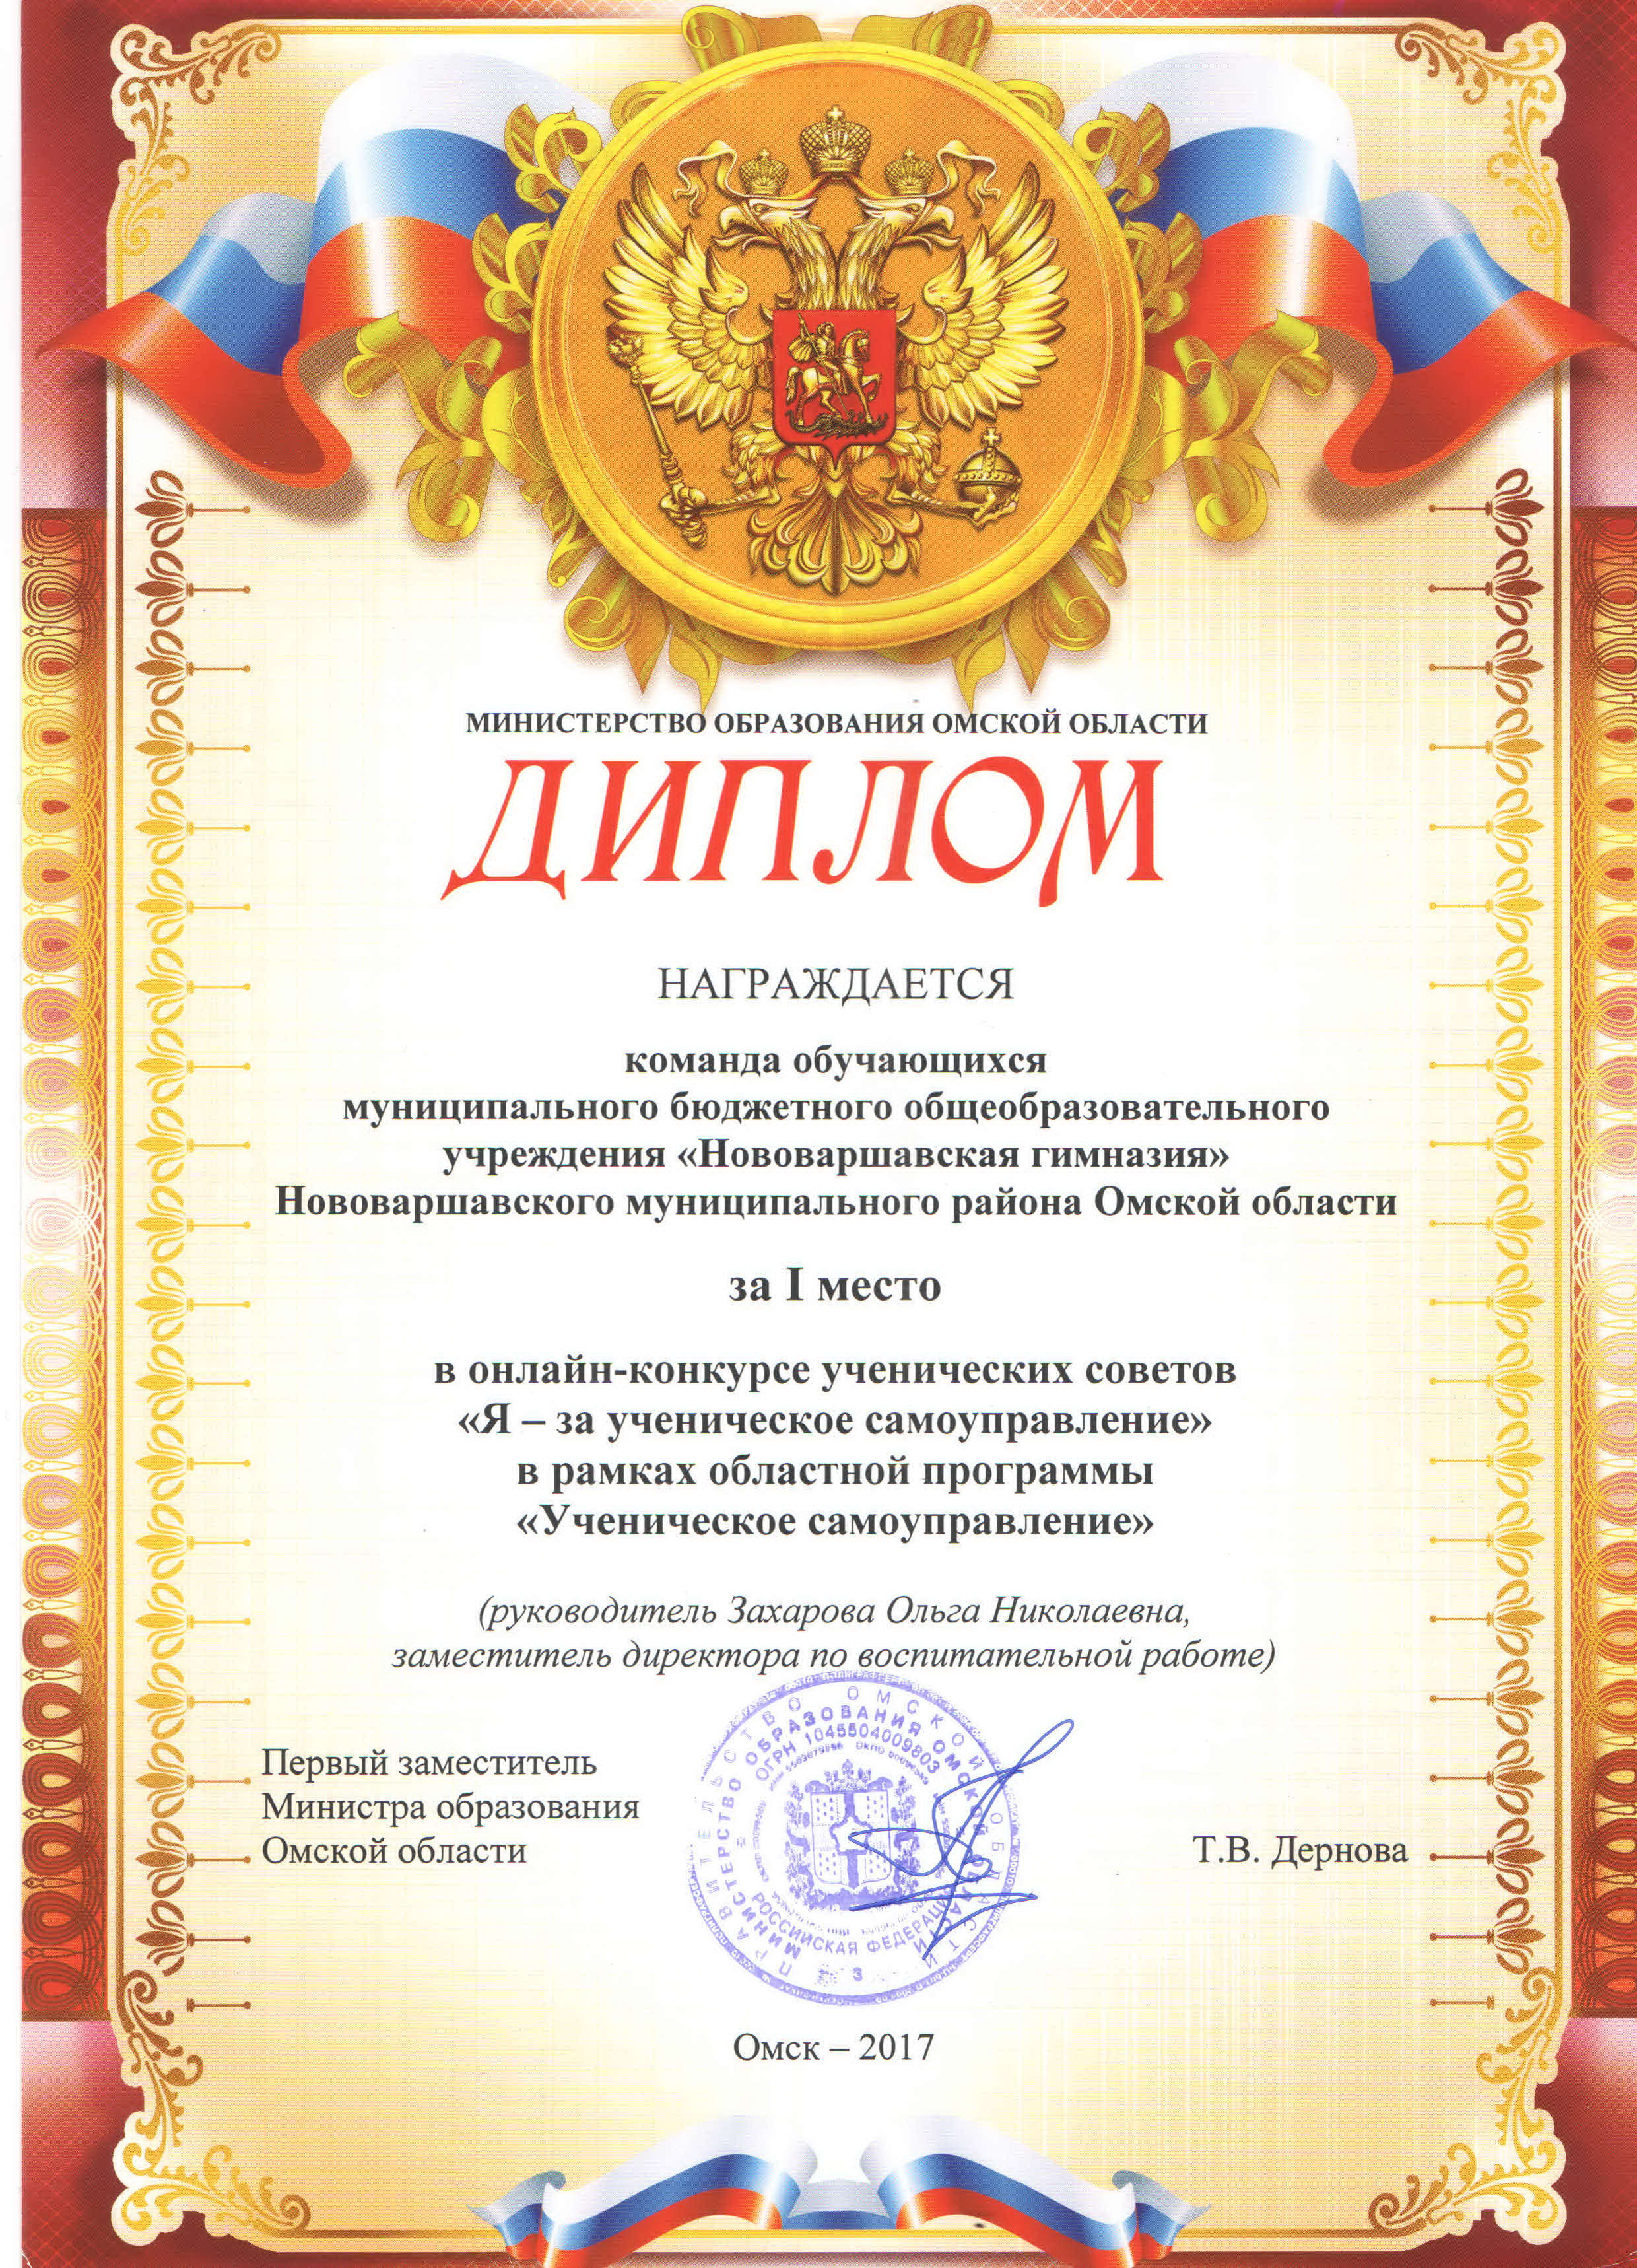 МИНИСТЕРСТВО ОБРАЗОВАНИЯ ОМСКОЙ ОБЛАСТИ
ДИПЛОМ
НАГРАЖДАЕТСЯ
команда обучающихся
муниципального бюджетного общеобразовательного
учреждения «Нововаршавская гимназия»
Нововаршавского муниципального района Омской области
за I место
в онлайн-конкурсе ученических советов
«Я – за ученическое самоуправление»
в рамках областной программы
«Ученическое самоуправление»
(руководитель Захарова Ольга Николаевна,
заместитель директора по воспитательной работе)
ПРАВИТЕЛЬСТВО ОМСКОЙ ОБЛАСТИ
МИНИСТЕРСТВО ОБРАЗОВАНИЯ ОМСКОЙ ОБЛАСТИ
ОГРН 1045504009803
РОССИЙСКАЯ ФЕДЕРАЦИЯ
3
Первый заместитель
Министра образования
Омской области
Т.В. Дернова
Омск – 2017